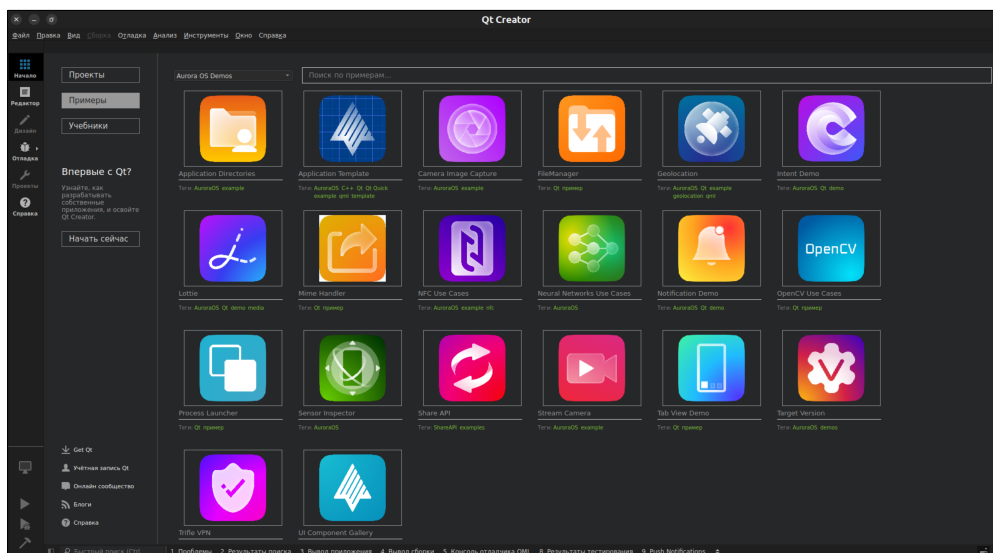 Qt Creator
Файл Правка Вид Сборка Отладка Анализ Инструменты Окно Справка
Начало
Редактор
Дизайн
Отладка
Проекты
Справка
Проекты
Примеры
Учебники
Впервые с Qt?
Узнайте, как
разрабатывать
собственные
приложения, и освойте
Qt Creator.
Начать сейчас
Get Qt
Учётная запись Qt
Онлайн сообщество
Блоги
Справка
Aurora OS Demos
Поиск по примерам...
Application Directories
Теги: AuroraOS example
Application Template
Теги: AuroraOS C++ Qt Qt Quick
example qml template
Camera Image Capture
Теги: AuroraOS example
FileManager
Теги: Qt пример
Geolocation
Теги: AuroraOS Qt example
geolocation qml
Intent Demo
Теги: AuroraOS Qt demo
Lottie
Теги: AuroraOS Qt demo media
Mime Handler
Теги: Qt пример
NFC Use Cases
Теги: AuroraOS example nfc
Neural Networks Use Cases
Теги: AuroraOS
Notification Demo
Теги: AuroraOS Qt demo
OpenCV
OpenCV Use Cases
Теги: Qt пример
Process Launcher
Теги: Qt пример
Sensor Inspector
Теги: AuroraOS
Share API
Теги: ShareAPI examples
Stream Camera
Теги: AuroraOS example
Tab View Demo
Теги: Qt пример
Target Version
Теги: AuroraOS demos
Trifle VPN
UI Component Gallery
Быстрый поиск (Ctrl
1 Проблемы 2 Результаты поиска 3 Вывод приложения 4 Вывод сборки 5 Консоль отладчика QML 8 Результаты тестирования 9 Push Notifications